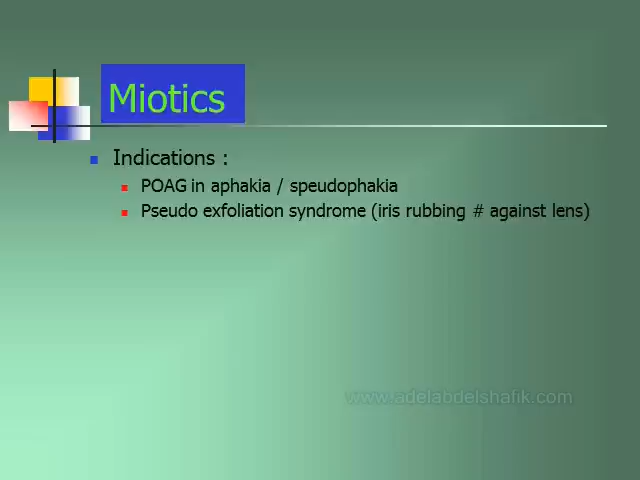 Miotics
Indications :
POAG in aphakia / speudophakia
Pseudo exfoliation syndrome (iris rubbing # against lens)
www.adelabdelshafik.com